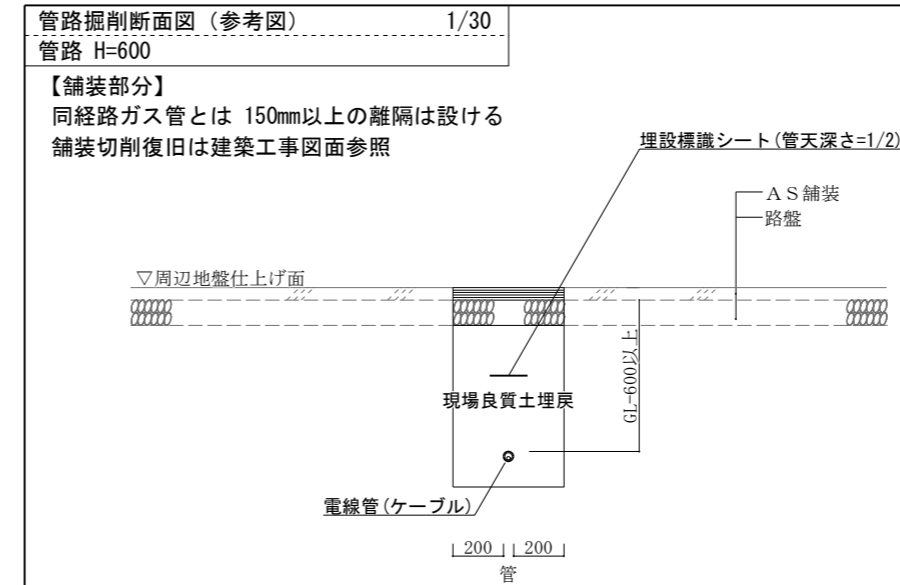 管路掘削断面図（参考図） 1/30
管路 H=600
【舗装部分】
同経路ガス管とは 150mm以上の離隔は設ける
舗装切削復旧は建築工事図面参照
埋設標識シート(管天深さ=1/2)
ＡＳ舗装
路盤
▽周辺地盤仕上げ面
GL-600以上
現場良質土埋戻
電線管(ケーブル)
200 200
管